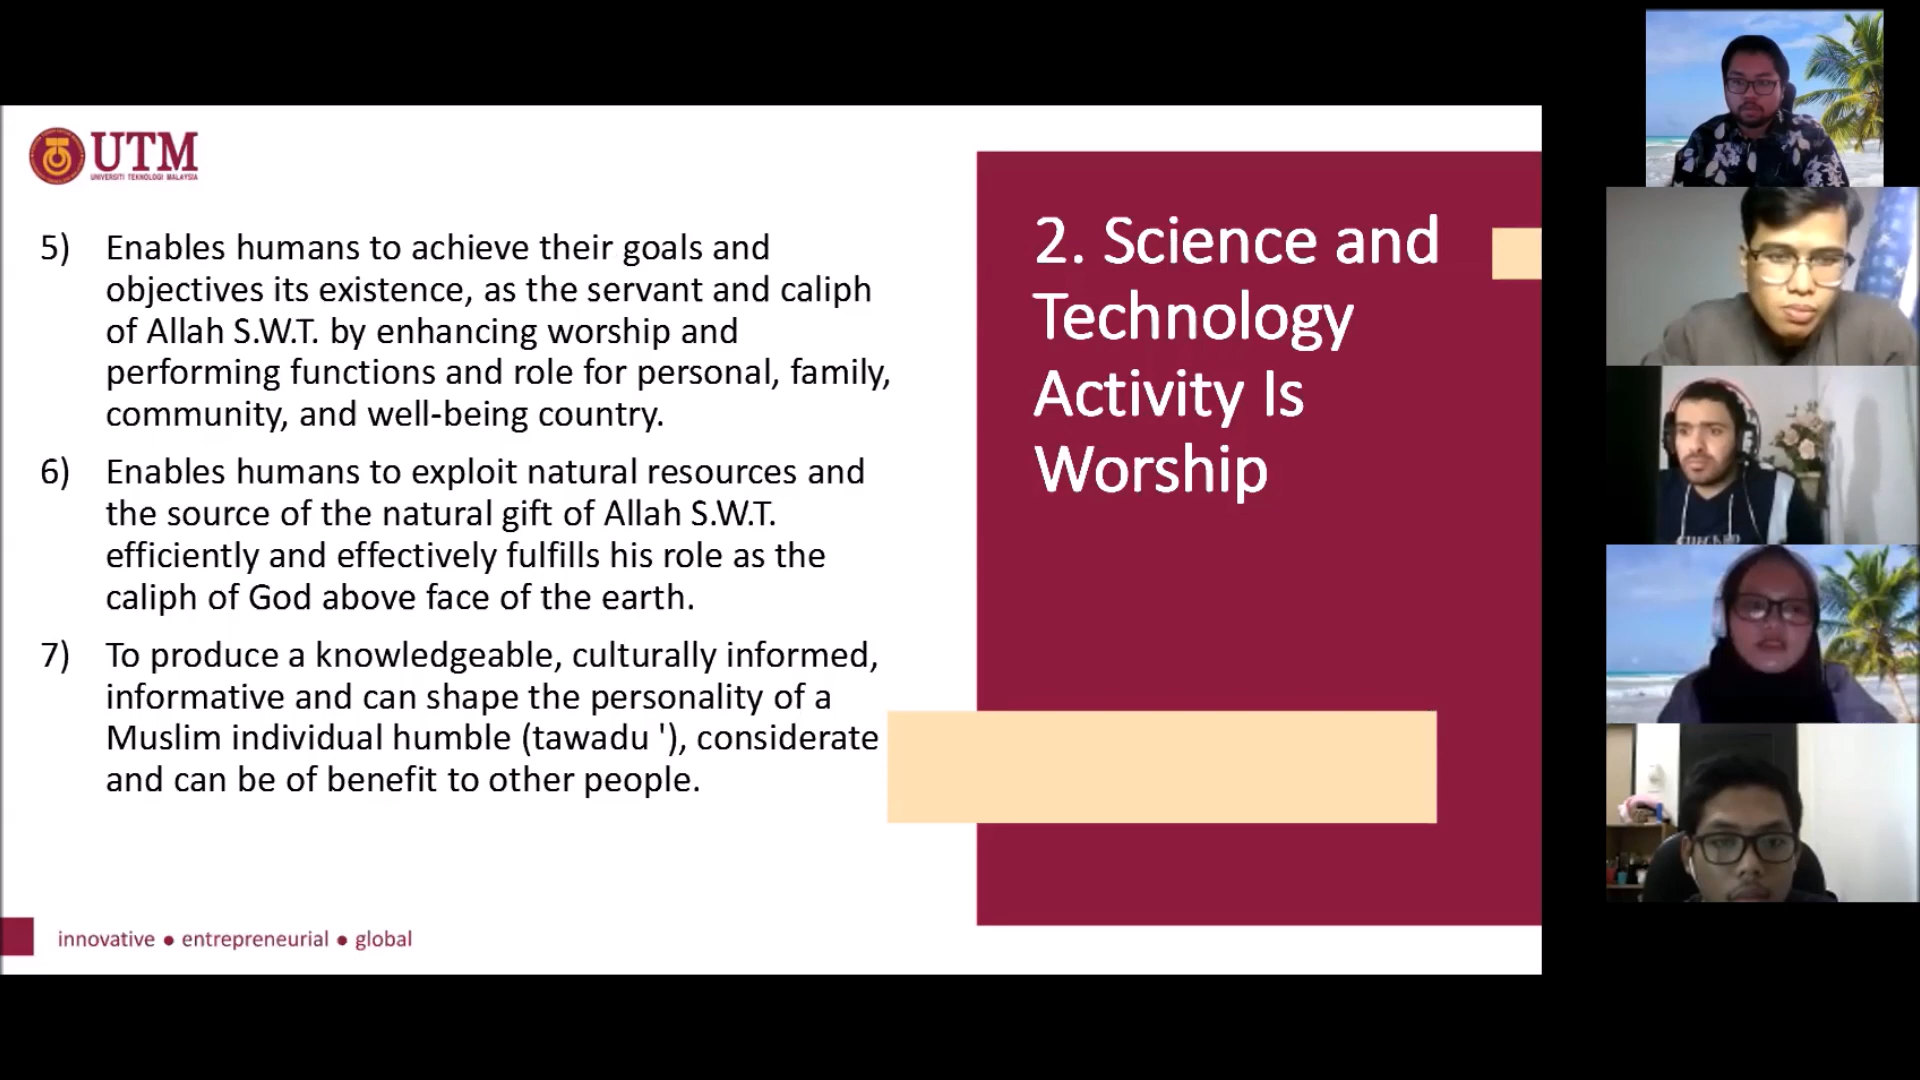 UTM
UNIVERSITI TEKNOLOGI MALAYSIA
5) Enables humans to achieve their goals and
objectives its existence, as the servant and caliph
of Allah S.W.T. by enhancing worship and
performing functions and role for personal, family,
community, and well-being country.
6) Enables humans to exploit natural resources and
the source of the natural gift of Allah S.W.T.
efficiently and effectively fulfills his role as the
caliph of God above face of the earth.
7) To produce a knowledgeable, culturally informed,
informative and can shape the personality of a
Muslim individual humble (tawadu '), considerate
and can be of benefit to other people.
2. Science and
Technology
Activity Is
Worship
innovative ● entrepreneurial ● global